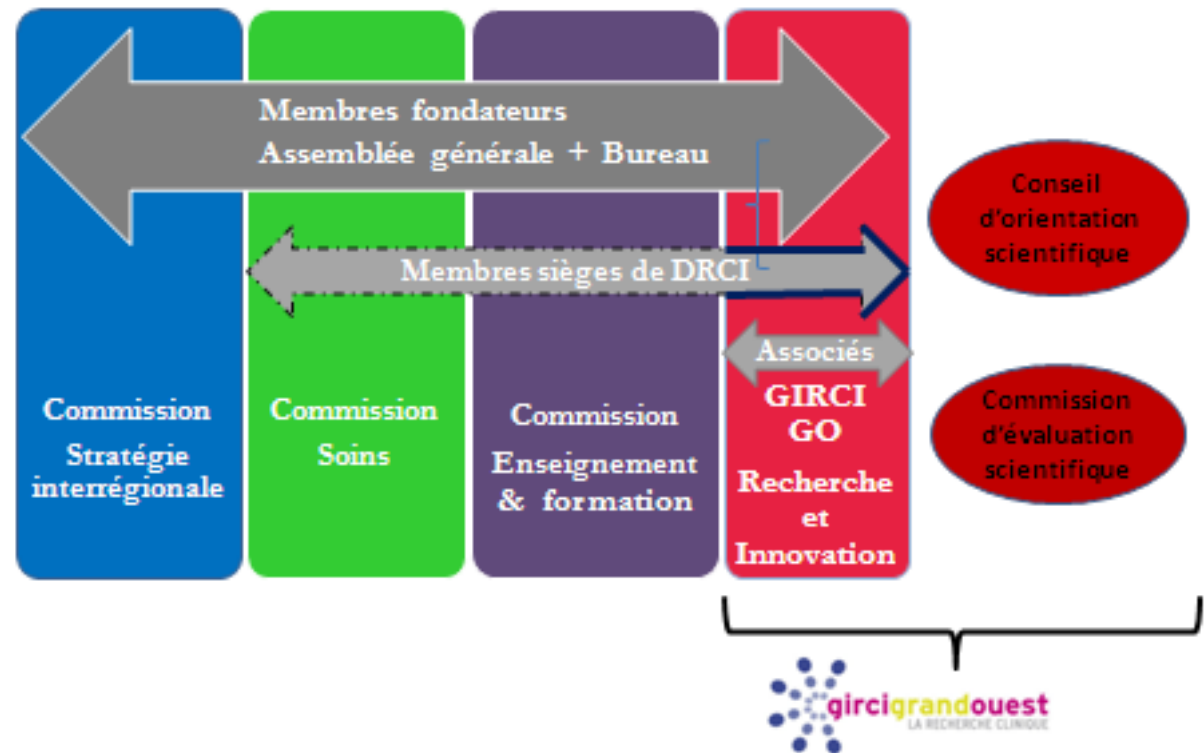 Membres fondateurs
Assemblée générale + Bureau
Membres sièges de DRCI
Associés
Commission
Stratégie
interrégionale
Commission
Soins
Commission
Enseignement
& formation
GIRCI
GO
Recherche
et
Innovation
Conseil
d'orientation
scientifique
Commission
d'évaluation
scientifique
gircigrandouest
LA RECHERCHE CLINIQUE